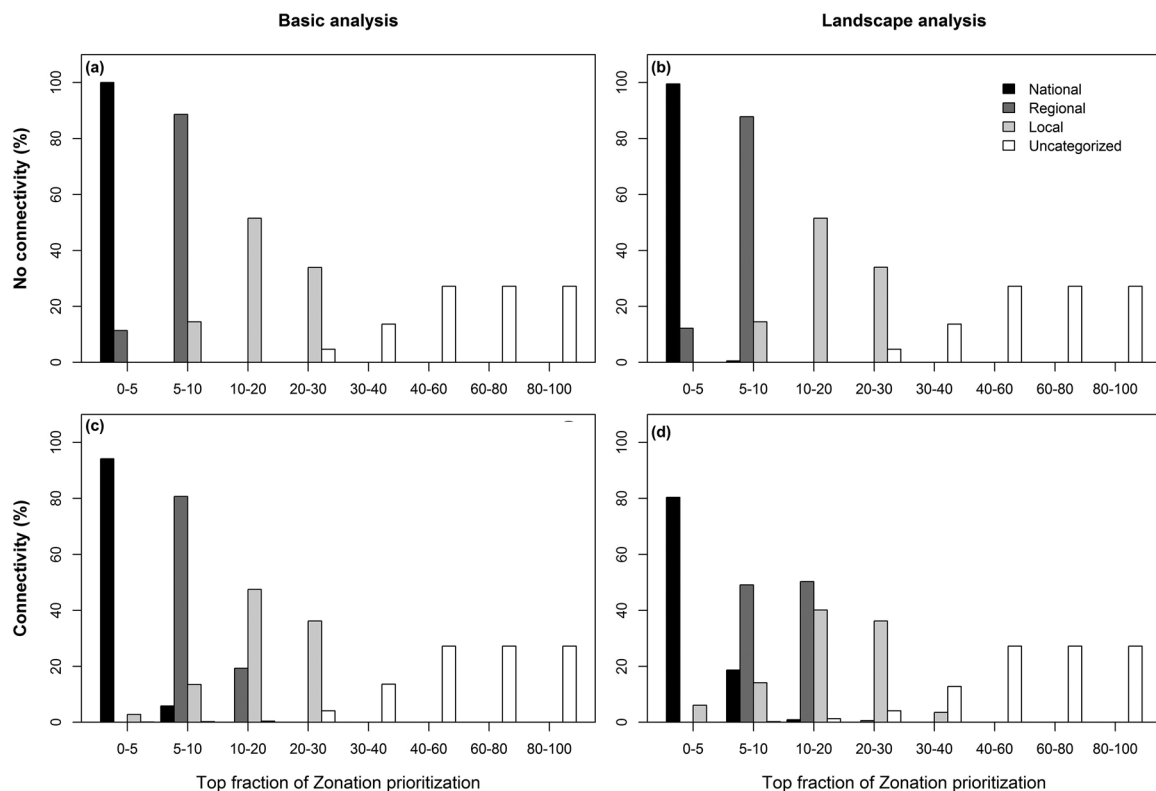 Basic analysis
Landscape analysis
No connectivity (%)
(a)
0 20 40 60 80 100
0-5 5-10 10-20 20-30 30-40 40-60 60-80 80-100
(b)
National
Regional
Local
Uncategorized
0 20 40 60 80 100
0-5 5-10 10-20 20-30 30-40 40-60 60-80 80-100
Connectivity (%)
(c)
0 20 40 60 80 100
0-5 5-10 10-20 20-30 30-40 40-60 60-80 80-100
Top fraction of Zonation prioritization
(d)
0 20 40 60 80 100
0-5 5-10 10-20 20-30 30-40 40-60 60-80 80-100
Top fraction of Zonation prioritization